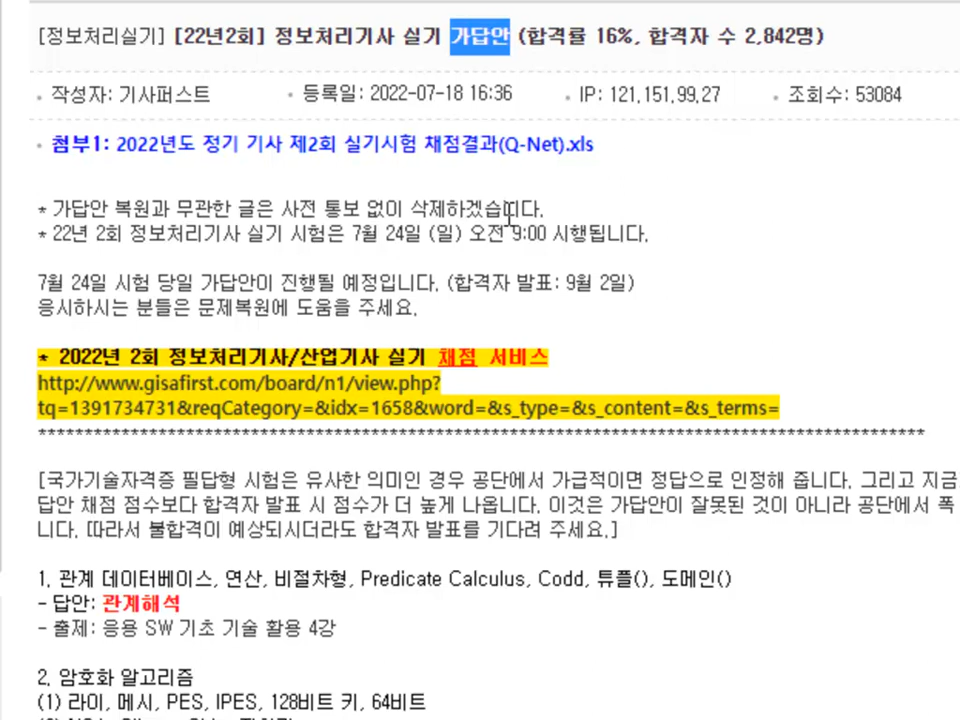 [정보처리실기] [22년2회] 정보처리기사 실기 가답안 (합격률 16%, 합격자 수 2,842명)
• 작성자: 기사퍼스트 • 등록일: 2022-07-18 16:36 • IP: 121.151.99.27 • 조회수: 53084
• 첨부1: 2022년도 정기 기사 제2회 실기시험 채점결과(Q-Net).xls
* 가답안 복원과 무관한 글은 사전 통보 없이 삭제하겠습니다.
* 22년 2회 정보처리기사 실기 시험은 7월 24일 (일) 오전 9:00 시행됩니다.
7월 24일 시험 당일 가답안이 진행될 예정입니다. (합격자 발표: 9월 2일)
응시하시는 분들은 문제복원에 도움을 주세요.
* 2022년 2회 정보처리기사/산업기사 실기 채점 서비스
http://www.gisafirst.com/board/n1/view.php?
tq=1391734731&reqCategory=&idx=1658&word=&s_type=&s_content=&s_terms=
************************************************************************************************
[국가기술자격증 필답형 시험은 유사한 의미인 경우 공단에서 가급적이면 정답으로 인정해 줍니다. 그리고 지금
답안 채점 점수보다 합격자 발표 시 점수가 더 높게 나옵니다. 이것은 가답안이 잘못된 것이 아니라 공단에서 폭
니다. 따라서 불합격이 예상되시더라도 합격자 발표를 기다려 주세요.]
1. 관계 데이터베이스, 연산, 비절차형, Predicate Calculus, Codd, 튜플(), 도메인()
- 답안: 관계해석
- 출제: 응용 SW 기초 기술 활용 4강
2. 암호화 알고리즘
(1) 라이, 메시, PES, IPES, 128비트 키, 64비트